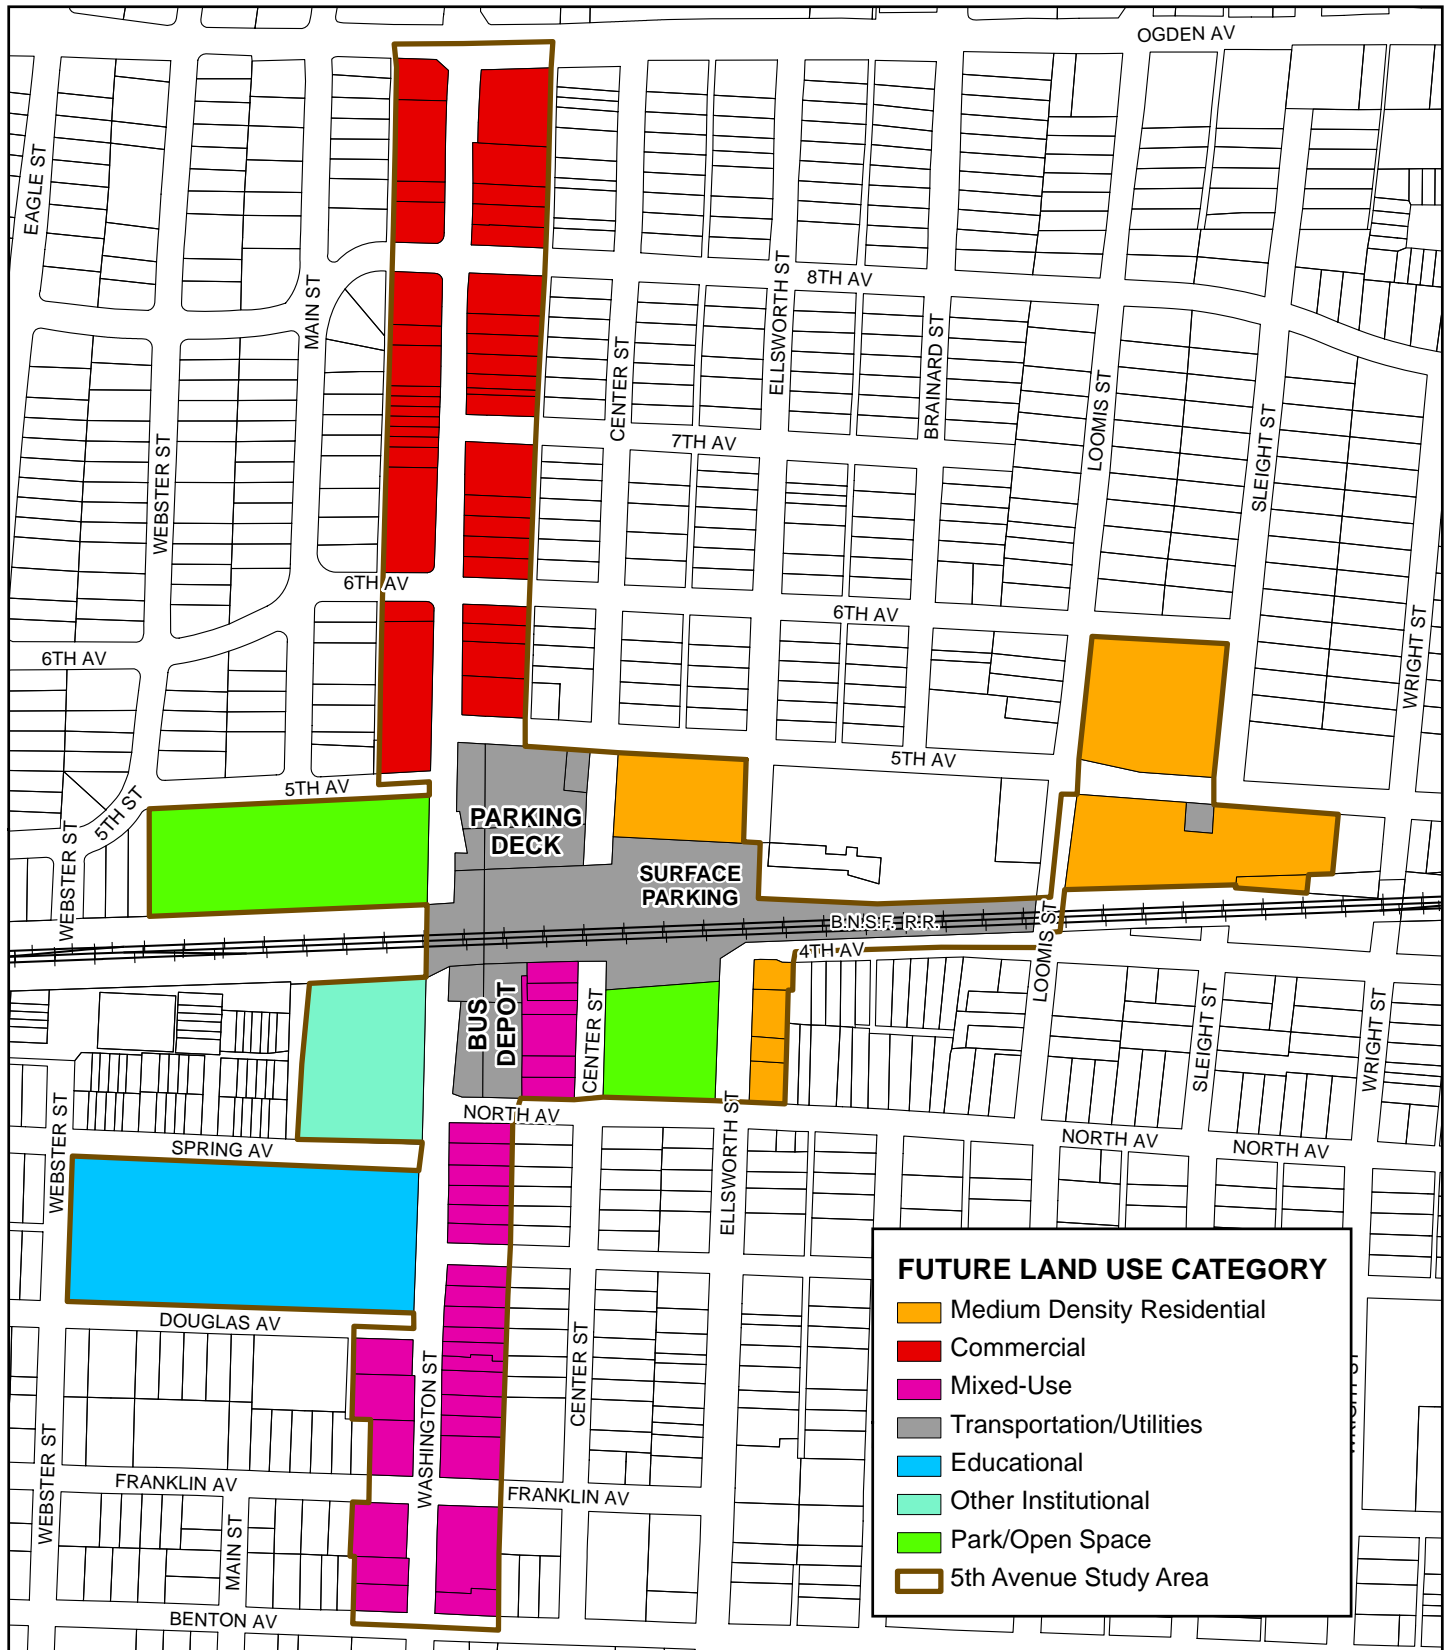 OGDEN AV
EAGLE ST
MAIN ST
ELLSWORTH ST
8TH AV
CENTER ST
BRAINARD ST
LOOMIS ST
SLEIGHT ST
WEBSTER ST
7TH AV
6TH AV
6TH AV
6TH AV
WRIGHT ST
5TH AV
5TH AV
5TH ST
WEBSTER ST
PARKING
DECK
SURFACE
PARKING
B.N.S.F. R.R.
4TH AV
LOOMIS ST
BUS
DEPOT
CENTER ST
SLEIGHT ST
WRIGHT ST
NORTH AV
ELLSWORTH ST
WEBSTER ST
SPRING AV
NORTH AV
NORTH AV
DOUGLAS AV
WASHINGTON ST
CENTER ST
WEBSTER ST
FRANKLIN AV
FRANKLIN AV
MAIN ST
BENTON AV
FUTURE LAND USE CATEGORY
Medium Density Residential
Commercial
Mixed-Use
Transportation/Utilities
Educational
Other Institutional
Park/Open Space
5th Avenue Study Area